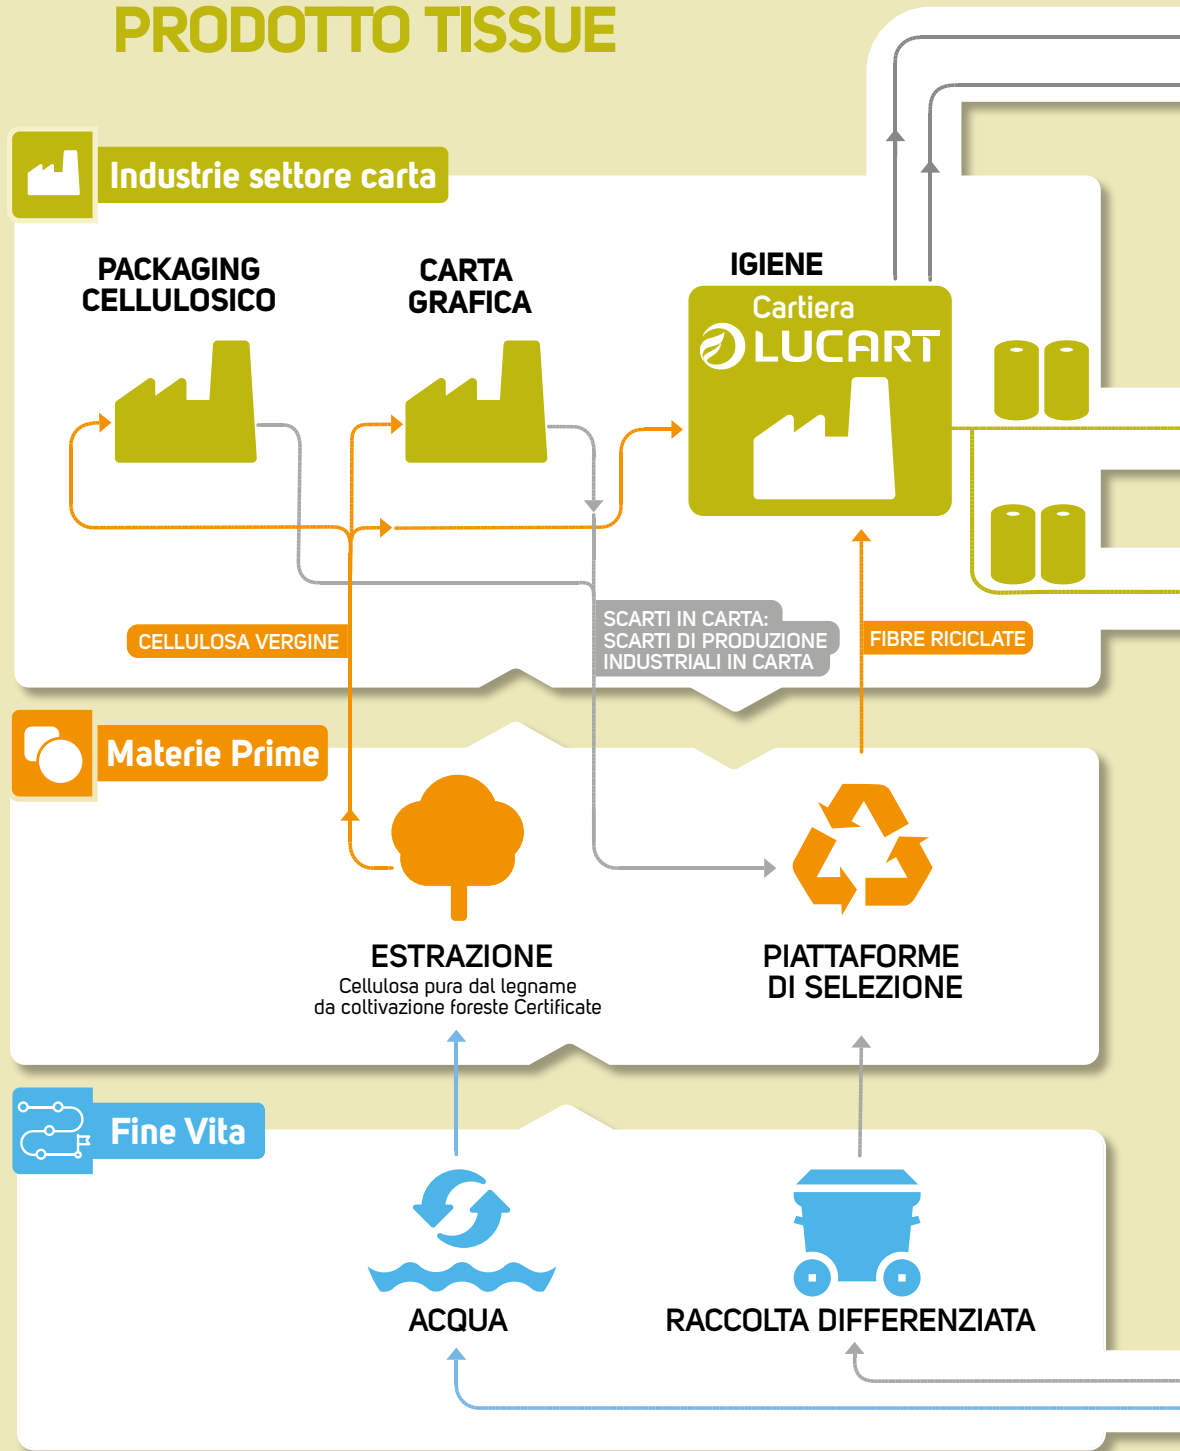 PRODOTTO TISSUE
Industrie settore carta
PACKAGING
CELLULOSICO
CARTA
GRAFICA
IGIENE
Cartiera
LUCART
CELLULOSA VERGINE
SCARTI IN CARTA:
SCARTI DI PRODUZIONE
INDUSTRIALI IN CARTA
FIBRE RICICLATE
Materie Prime
ESTRAZIONE
Cellulosa pura dal legname
da coltivazione foreste Certificate
PIATTAFORME
DI SELEZIONE
Fine Vita
ACQUA
RACCOLTA DIFFERENZIATA